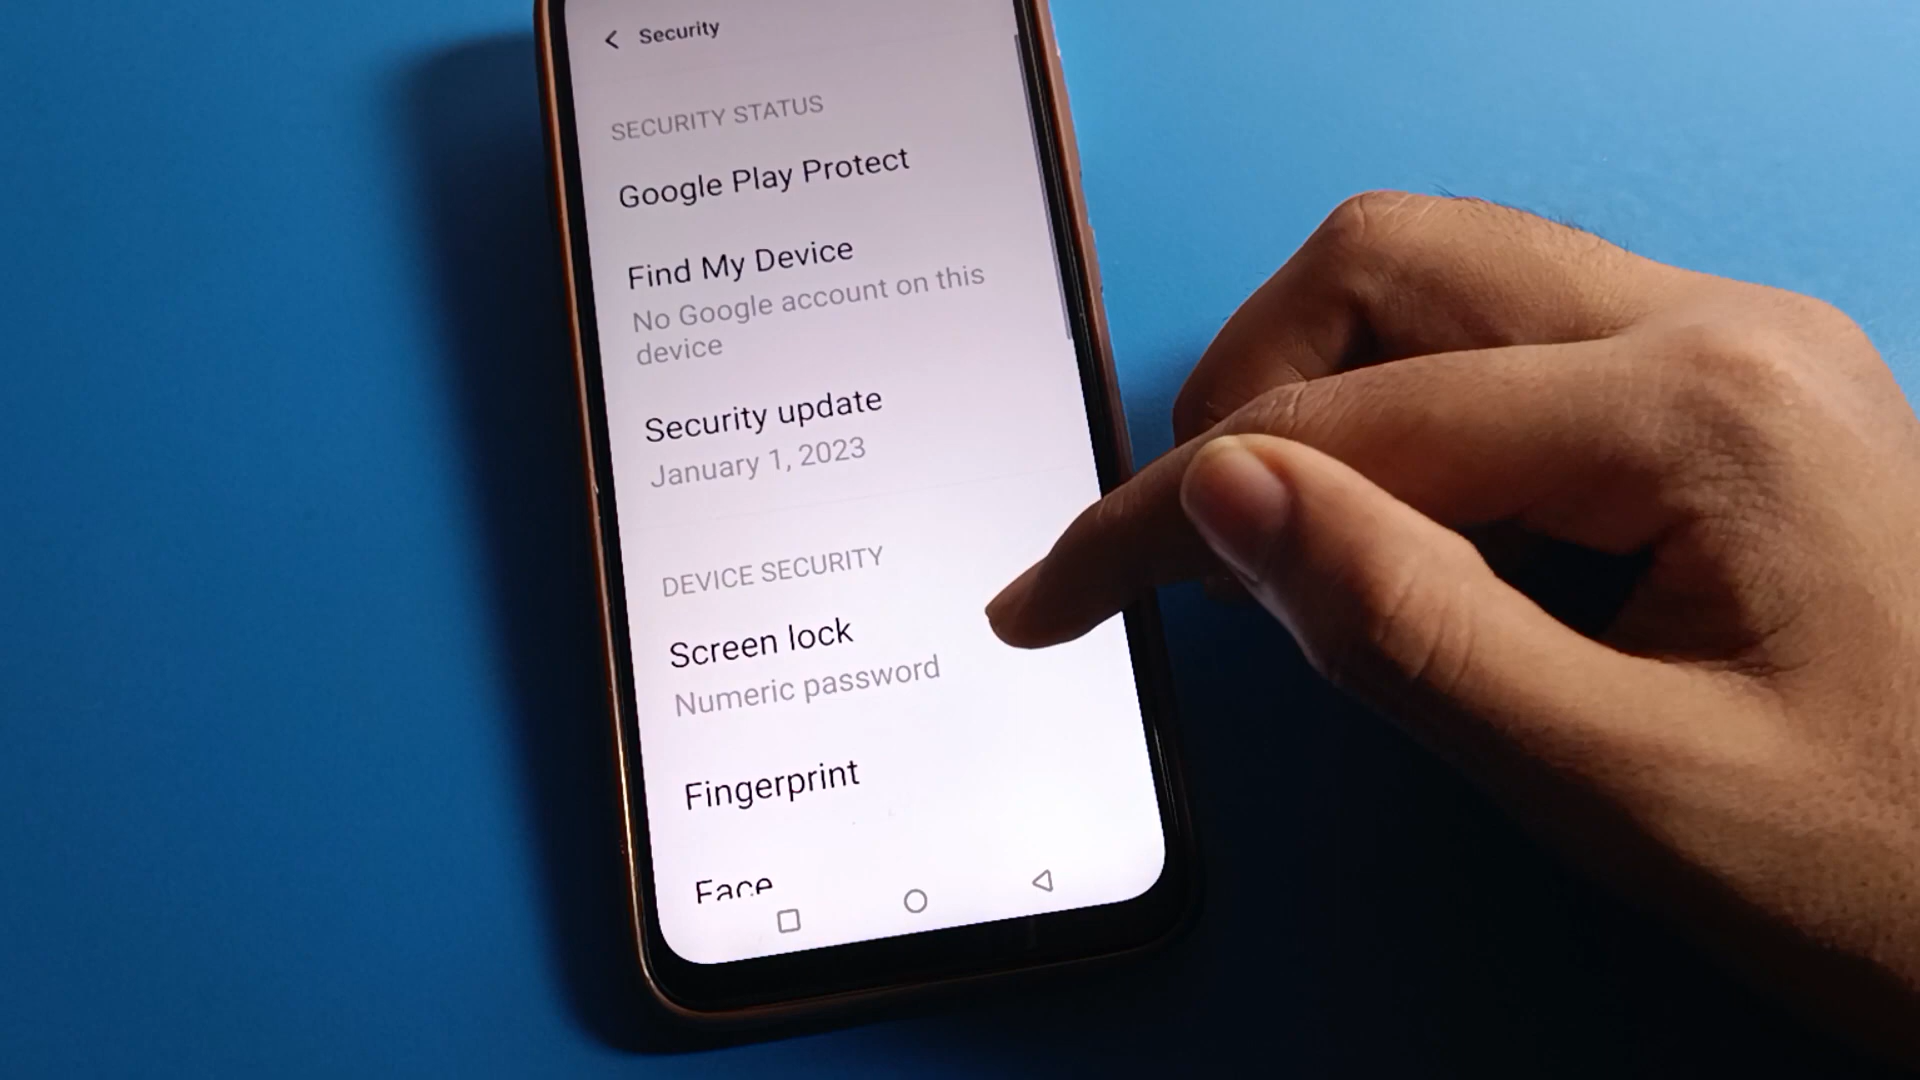 Security
SECURITY STATUS
Google Play Protect
Find My Device
No Google account on this
device
Security update
January 1, 2023
DEVICE SECURITY
Screen lock
Numeric password
Fingerprint
Face